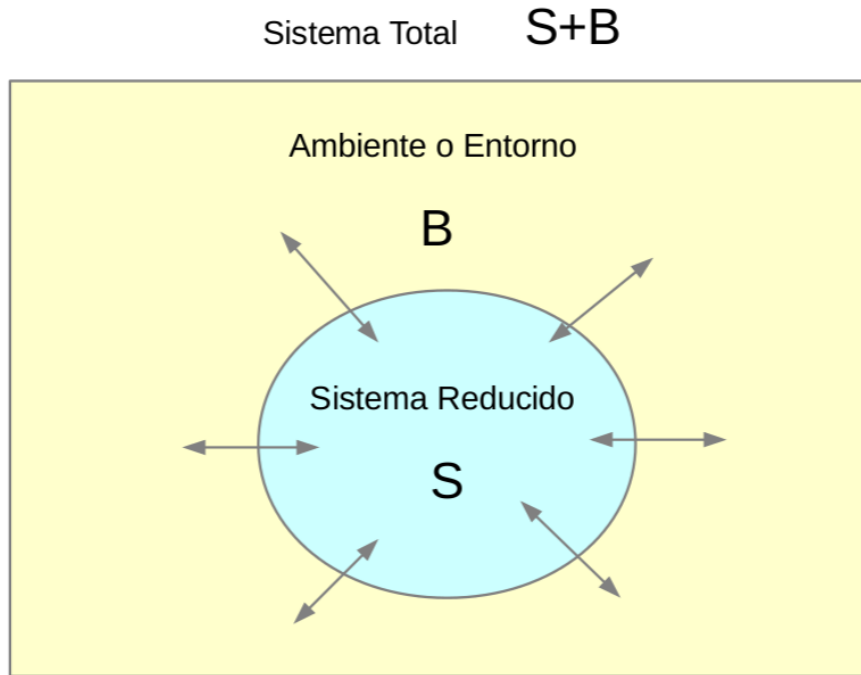 Sistema Total S+B
Ambiente o Entorno
B
Sistema Reducido
S